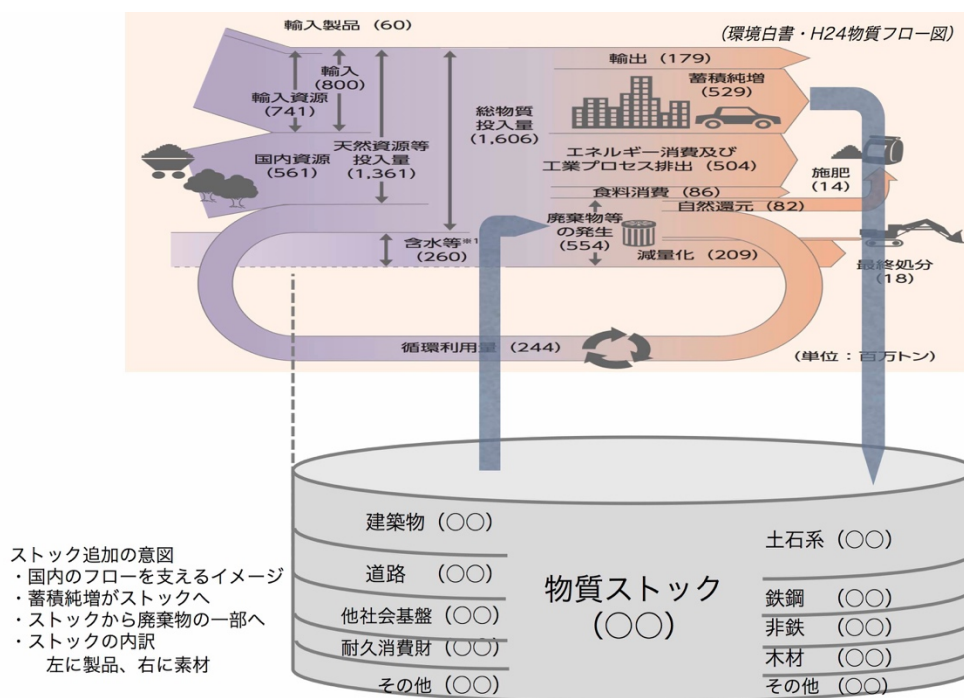 輸入製品（60）
（環境白書・H24物質フロー図）
輸入
（800）
輸入資源
（741）
国内資源
（561）
天然資源等
投入量
（1,361）
総物質
投入量
（1,606）
含水等※1
（260）
輸出（179）
蓄積純増
（529）
エネルギー消費及び
工業プロセス排出（504）
食料消費（86）
施肥
（14）
自然還元（82）
廃棄物等
の発生
（554）
減量化（209）
最終処分
（18）
循環利用量（244）
（単位：百万トン）
ストック追加の意図
・国内のフローを支えるイメージ
・蓄積純増がストックへ
・ストックから廃棄物の一部へ
・ストックの内訳
左に製品、右に素材
建築物（○○）
道路（○○）
他社会基盤（○○）
耐久消費財（○○）
その他（○○）
物質ストック
（○○）
土石系（○○）
鉄鋼（○○）
非鉄（○○）
木材（○○）
その他（○○）